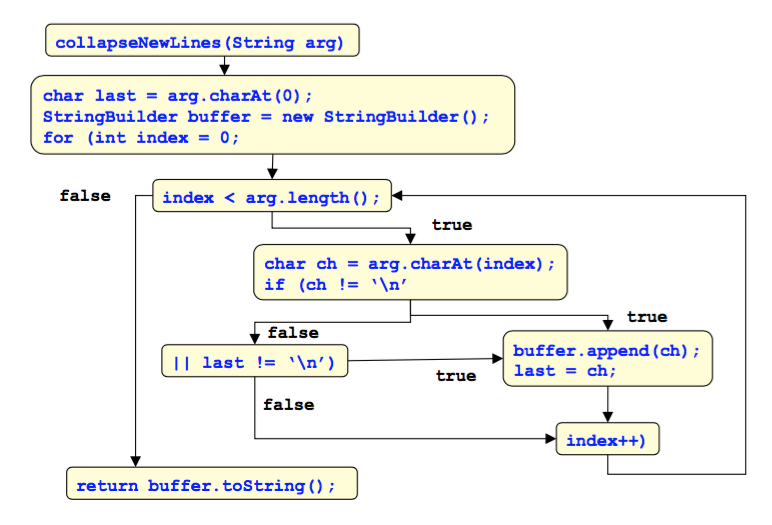 collapseNewLines(String arg)
char last = arg.charAt(0);
StringBuilder buffer = new StringBuilder();
for (int index = 0;
false
index < arg.length();
true
char ch = arg.charAt(index);
if (ch != ‘\n’
false
true
|| last != ‘\n’)
true
buffer.append(ch);
last = ch;
false
index++)
return buffer.toString();